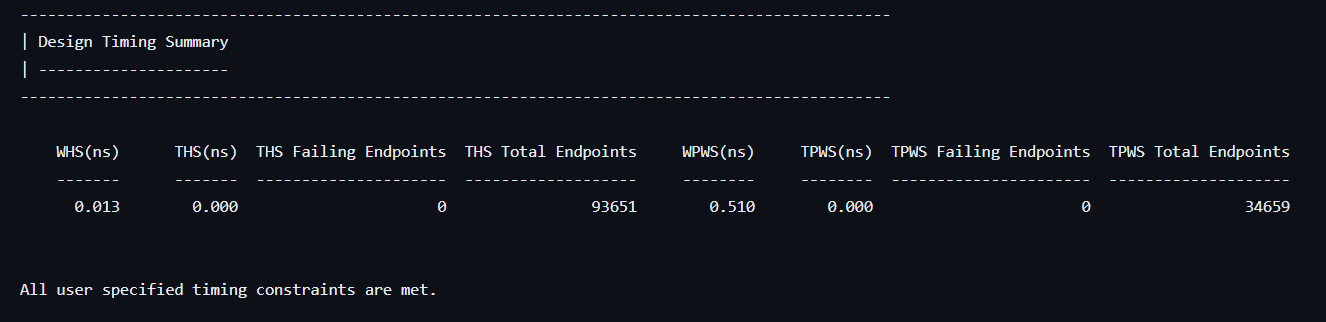 ------------------------------------------------------------------------------------------------
| Design Timing Summary
| ---------------------
------------------------------------------------------------------------------------------------
WHS(ns)      THS(ns)  THS Failing Endpoints  THS Total Endpoints     WPWS(ns)     TPWS(ns)  TPWS Failing Endpoints  TPWS Total Endpoints
-------      -------  ---------------------  -------------------     --------     --------  ----------------------  --------------------
0.013        0.000                      0                93651        0.510        0.000                       0                 34659
All user specified timing constraints are met.